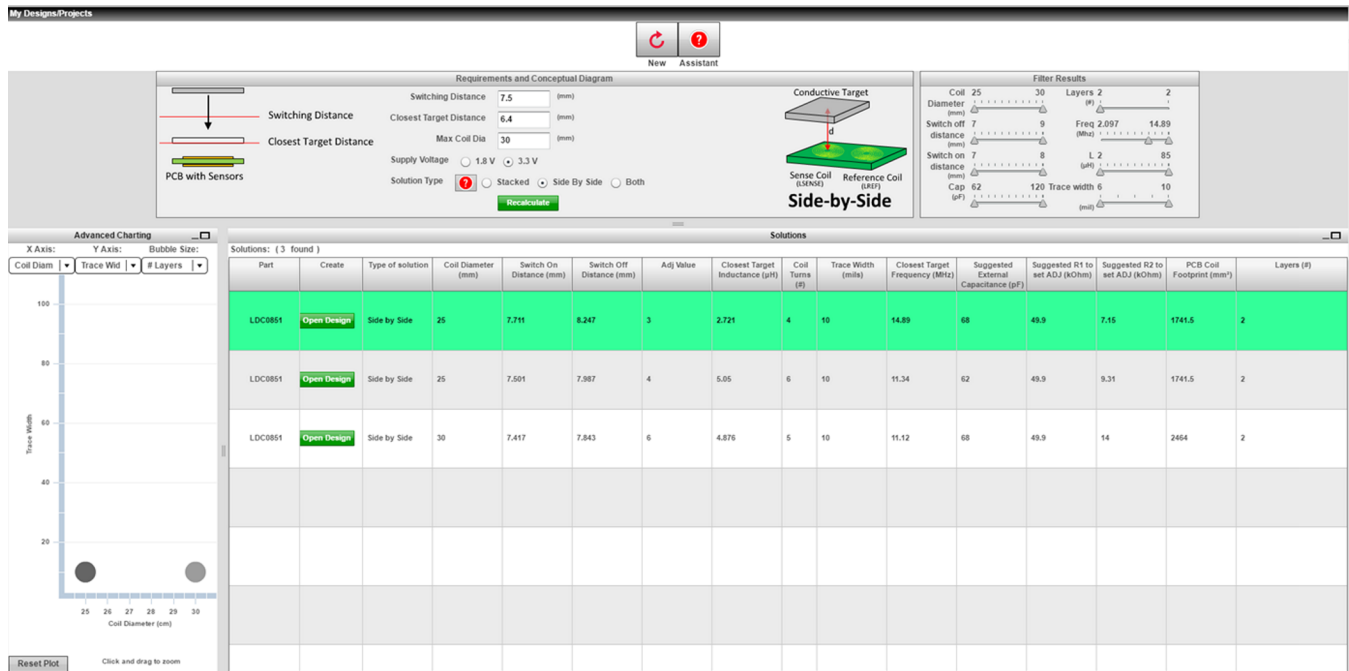 My Designs/Projects
New Assistant
Requirements and Conceptual Diagram
Switching Distance
Closest Target Distance
PCB with Sensors
Switching Distance 7.5 (mm)
Closest Target Distance 6.4 (mm)
Max Coil Dia 30 (mm)
Supply Voltage 1.8 V 3.3 V
Solution Type ? Stacked Side By Side Both
Recalculate
Conductive Target
d
Sense Coil Reference Coil
(LSENSE) (LREF)
Side-by-Side
Filter Results
Coil Diameter (mm) 25 30 Layers (#) 2 2
Switch off distance (mm) 7 9 Freq (Mhz) 2.097 14.89
Switch on distance (mm) 7 8 L (µH) 2 85
Cap (pF) 62 120 Trace width (mil) 6 10
Advanced Charting
X Axis: Y Axis: Bubble Size:
Coil Diam Trace Wid # Layers
100
80
60
40
20
Trace Width
25 26 27 28 29 30
Coil Diameter (cm)
Reset Plot Click and drag to zoom
Solutions
Solutions: ( 3 found )
Part Create Type of solution Coil Diameter (mm) Switch On Distance (mm) Switch Off Distance (mm) Adj Value Closest Target Inductance (µH) Coil Turns (#) Trace Width (mils) Closest Target Frequency (MHz) Suggested External Capacitance (pF) Suggested R1 to set ADJ (kOhm) Suggested R2 to set ADJ (kOhm) PCB Coil Footprint (mm²) Layers (#)
LDC0851 Open Design Side by Side 25 7.711 8.247 3 2.721 4 10 14.89 68 49.9 7.15 1741.5 2
LDC0851 Open Design Side by Side 25 7.501 7.987 4 5.05 6 10 11.34 62 49.9 9.31 1741.5 2
LDC0851 Open Design Side by Side 30 7.417 7.843 6 4.876 5 10 11.12 68 49.9 14 2464 2